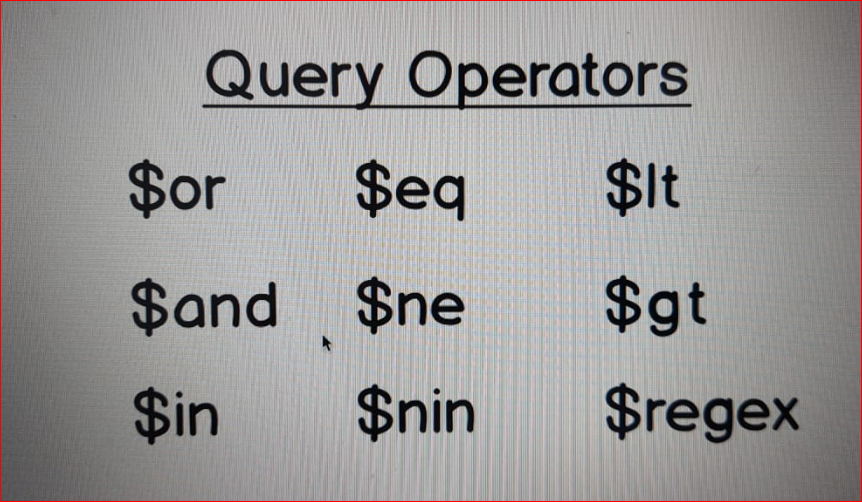 Query Operators
$or $eq $lt
$and $ne $gt
$in $nin $regex